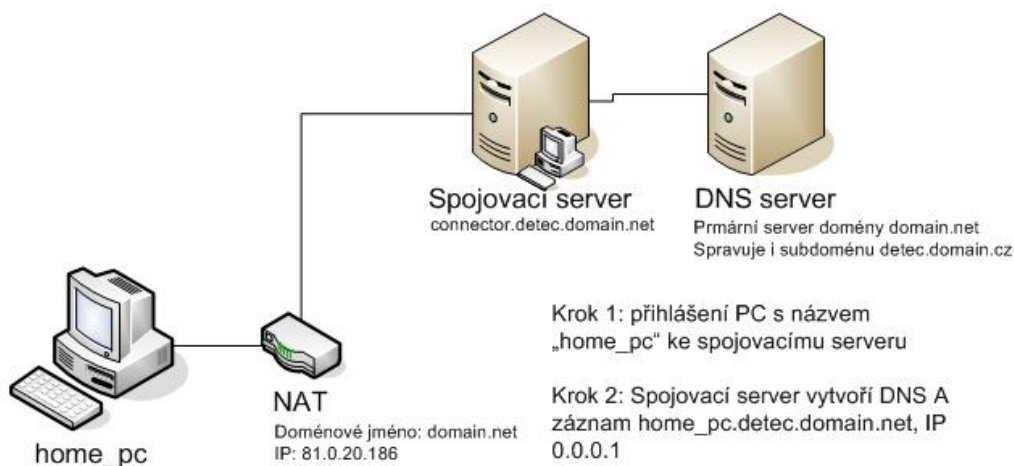 Spojovací server
connector.detec.domain.net
DNS server
Prmární server domény domain.net
Spravuje i subdoménu detec.domain.cz
home_pc
NAT
Doménové jméno: domain.net
IP: 81.0.20.186
Krok 1: přihlášení PC s názvem
„home_pc“ ke spojovacímu serveru
Krok 2: Spojovací server vytvoří DNS A
záznam home_pc.detec.domain.net, IP
0.0.0.1